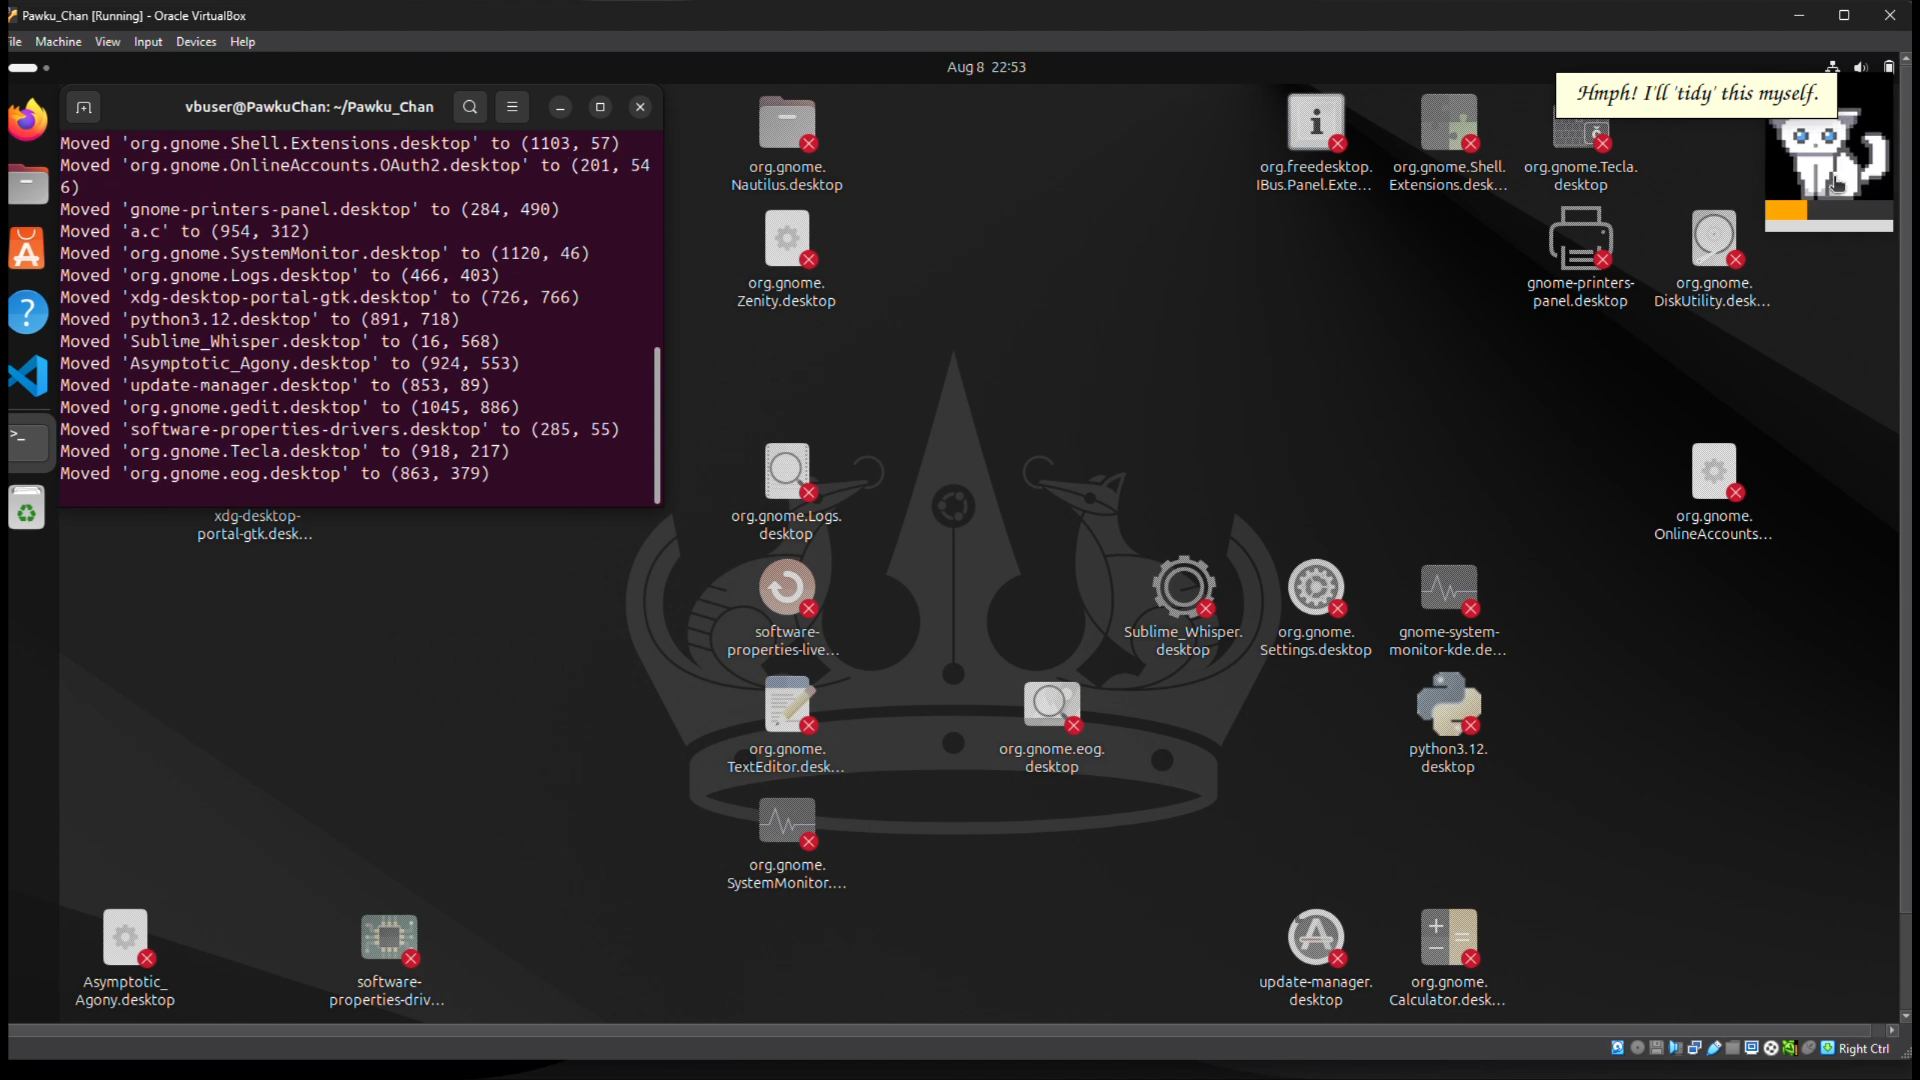 Pawku_Chan [Running] - Oracle VirtualBox
ile Machine View Input Devices Help
Aug 8 22:53
Hmph! I'll 'tidy' this myself.
vbuser@PawkuChan: ~/Pawku_Chan
Moved 'org.gnome.Shell.Extensions.desktop' to (1103, 57)
Moved 'org.gnome.OnlineAccounts.OAuth2.desktop' to (201, 54
6)
Moved 'gnome-printers-panel.desktop' to (284, 490)
Moved 'a.c' to (954, 312)
Moved 'org.gnome.SystemMonitor.desktop' to (1120, 46)
Moved 'org.gnome.Logs.desktop' to (466, 403)
Moved 'xdg-desktop-portal-gtk.desktop' to (726, 766)
Moved 'python3.12.desktop' to (891, 718)
Moved 'Sublime_Whisper.desktop' to (16, 568)
Moved 'Asymptotic_Agony.desktop' to (924, 553)
Moved 'update-manager.desktop' to (853, 89)
Moved 'org.gnome.gedit.desktop' to (1045, 886)
Moved 'software-properties-drivers.desktop' to (285, 55)
Moved 'org.gnome.Tecla.desktop' to (918, 217)
Moved 'org.gnome.eog.desktop' to (863, 379)
org.gnome.
Nautilus.desktop
org.freedesktop.
IBus.Panel.Exte...
org.gnome.Shell.
Extensions.desk...
org.gnome.Tecla.
desktop
org.gnome.
Zenity.desktop
gnome-printers-
panel.desktop
org.gnome.
DiskUtility.desk...
xdg-desktop-
portal-gtk.desk...
org.gnome.Logs.
desktop
org.gnome.
OnlineAccounts...
software-
properties-live...
Sublime_Whisper.
desktop
org.gnome.
Settings.desktop
gnome-system-
monitor-kde.de...
org.gnome.
TextEditor.desk...
org.gnome.eog.
desktop
python3.12.
desktop
org.gnome.
SystemMonitor....
Asymptotic_
Agony.desktop
software-
properties-driv...
update-manager.
desktop
org.gnome.
Calculator.desk...
Right Ctrl